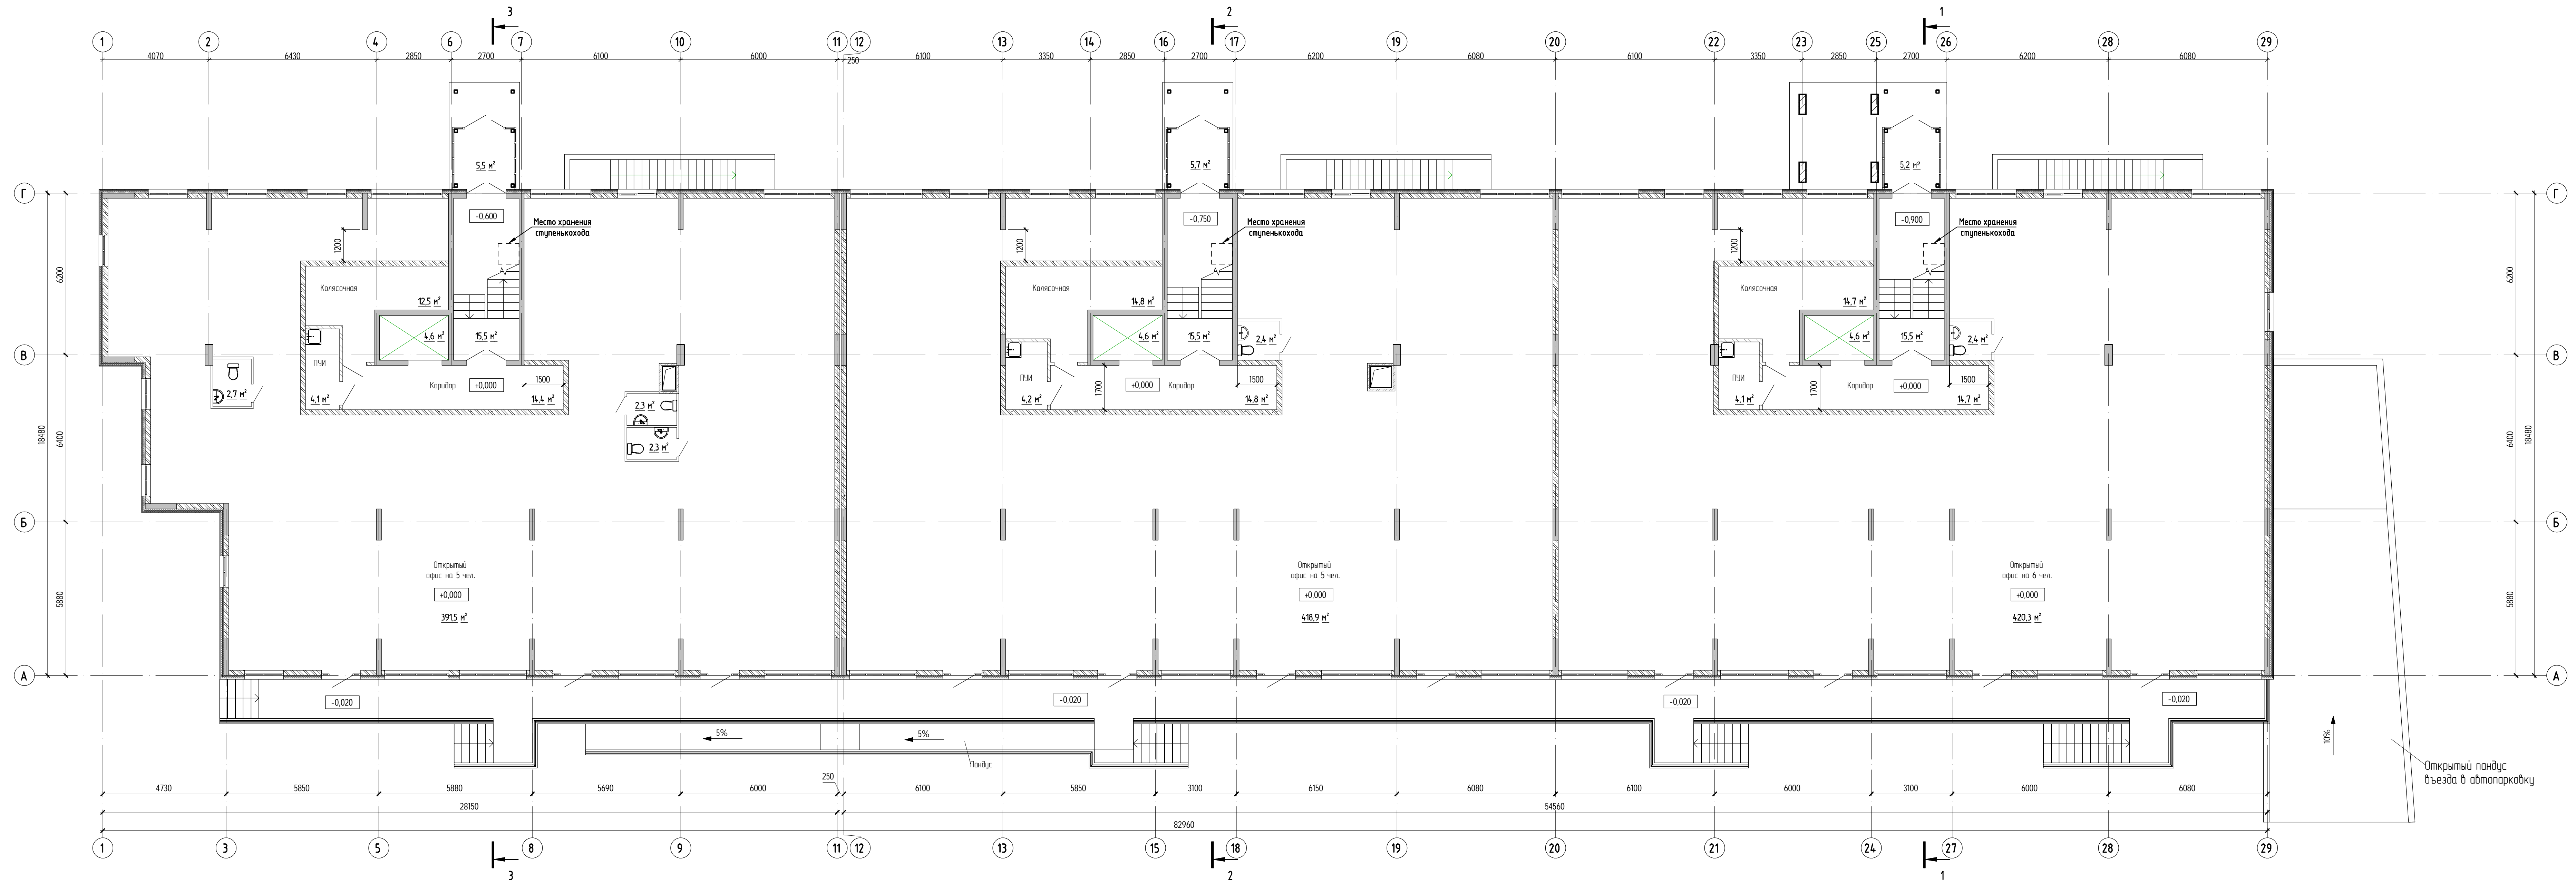 3 2 1
1 2 4 6 7 10 11 12 13 14 16 17 19 20 22 23 25 26 28 29
4070 6430 2850 2700 6100 6000 250 6100 3350 2850 2700 6200 6080 6100 3350 2850 2700 6200 6080
5,5 м² 5,7 м² 5,2 м²
Г Г
-0,600 -0,750 -0,900
Место хранения
ступенькохода
Место хранения
ступенькохода
Место хранения
ступенькохода
1200 1200 1200
6200 6200
Колясочная Колясочная Колясочная
12,5 м² 14,8 м² 14,7 м²
4,6 м² 15,5 м² 4,6 м² 15,5 м² 2,4 м² 4,6 м² 15,5 м² 2,4 м²
В В
ПУИ ПУИ ПУИ
Коридор +0,000 1500 +0,000 Коридор 1500 Коридор +0,000 1500
1700 1700
2,7 м² 4,1 м² 14,4 м² 2,3 м² 4,2 м² 14,8 м² 4,1 м² 14,7 м²
2,3 м²
18480 6400 6400 18480
Б Б
Открытый
офис на 5 чел.
+0,000
391,5 м²
Открытый
офис на 5 чел.
+0,000
418,9 м²
Открытый
офис на 6 чел.
+0,000
420,3 м²
5880 5880
А А
-0,020 -0,020 -0,020 -0,020
5% 5%
Пандус
10%
Открытый пандус
въезда в автопарковку
250
4730 5850 5880 5690 6000 6100 5850 3100 6150 6080 6100 6000 3100 6000 6080
28150 54560
82960
1 3 5 8 9 11 12 13 15 18 19 20 21 24 27 28 29
3 2 1